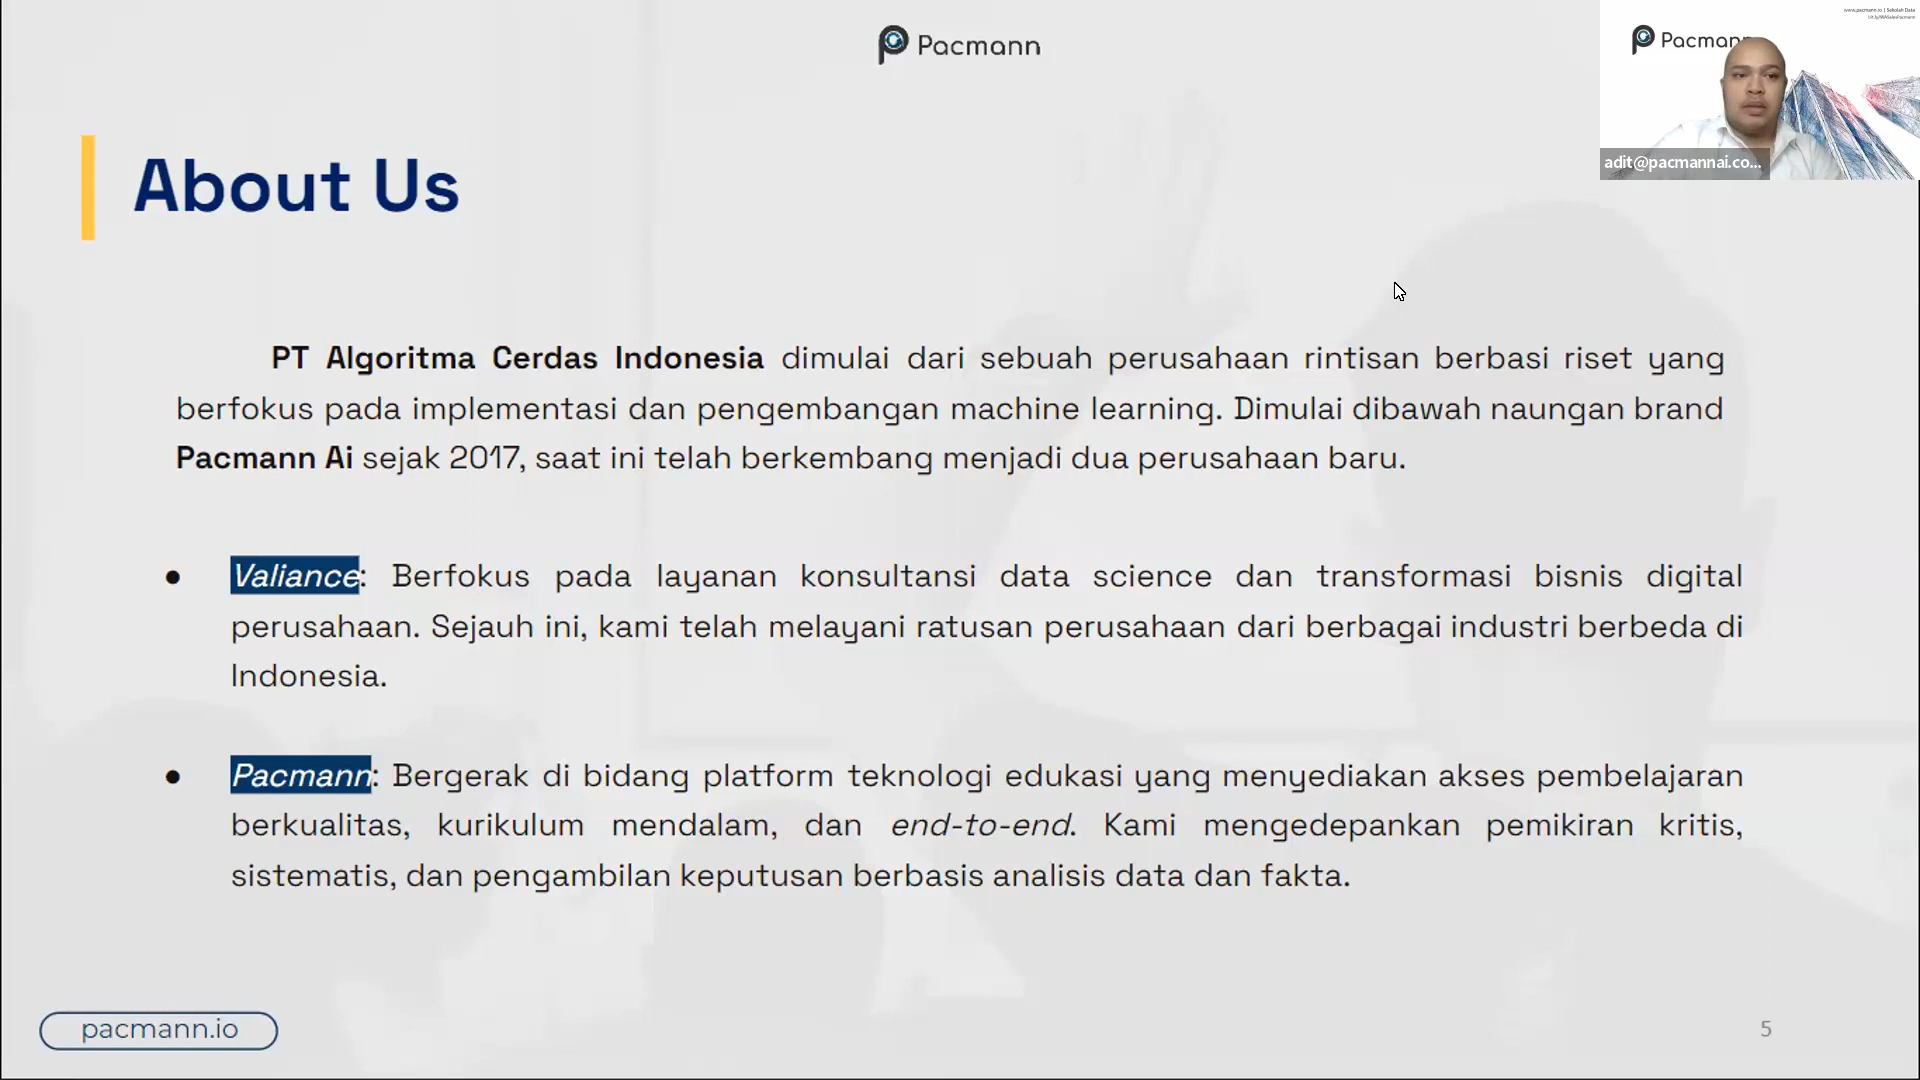 Pacmann
www.pacmann.io | Sekolah Data
Pacmann
adit@pacmannai.co...
About Us
PT Algoritma Cerdas Indonesia dimulai dari sebuah perusahaan rintisan berbasi riset yang
berfokus pada implementasi dan pengembangan machine learning. Dimulai dibawah naungan brand
Pacmann Ai sejak 2017, saat ini telah berkembang menjadi dua perusahaan baru.
● Valiance: Berfokus pada layanan konsultansi data science dan transformasi bisnis digital
perusahaan. Sejauh ini, kami telah melayani ratusan perusahaan dari berbagai industri berbeda di
Indonesia.
● Pacmann: Bergerak di bidang platform teknologi edukasi yang menyediakan akses pembelajaran
berkualitas, kurikulum mendalam, dan end-to-end. Kami mengedepankan pemikiran kritis,
sistematis, dan pengambilan keputusan berbasis analisis data dan fakta.
pacmann.io
5